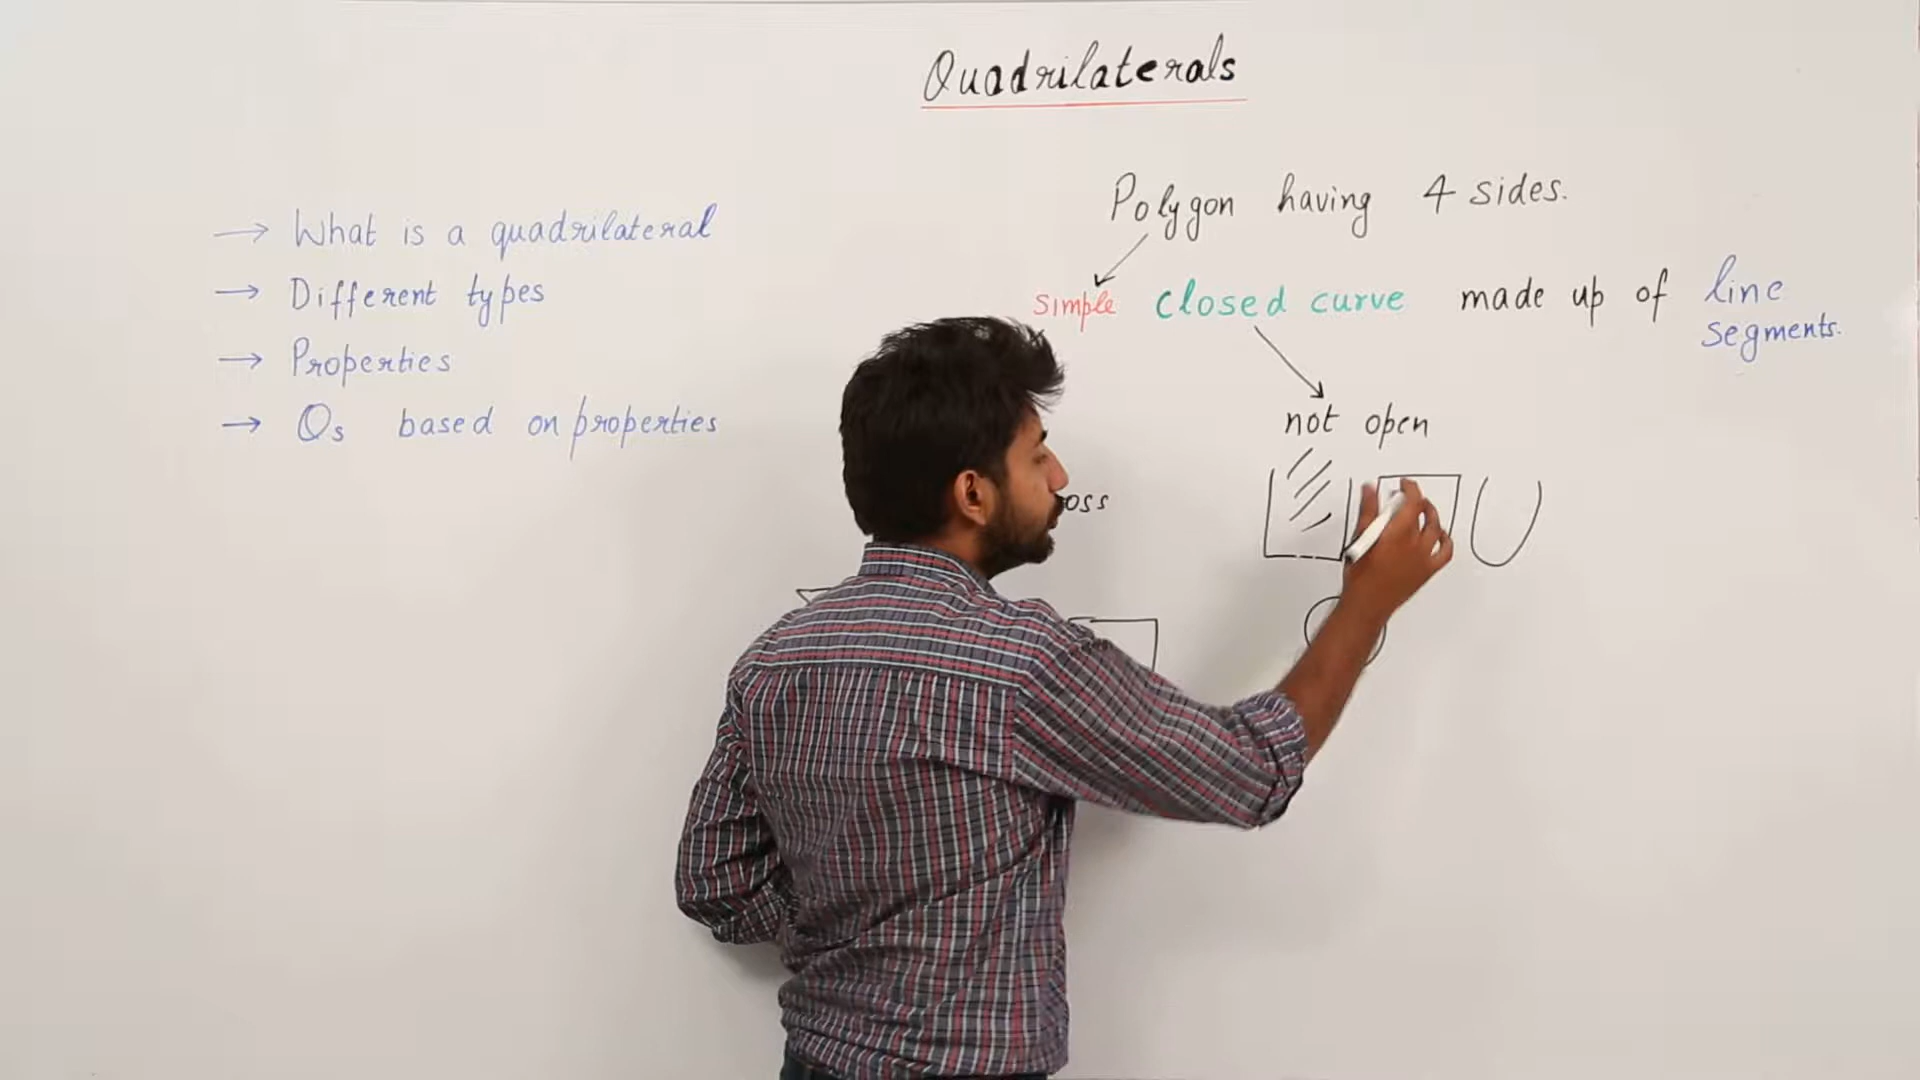 Quadrilaterals
→ What is a quadrilateral
→ Different types
→ Properties
→ Qs based on properties
Polygon having 4 sides.
simple closed curve made up of line
segments.
not open